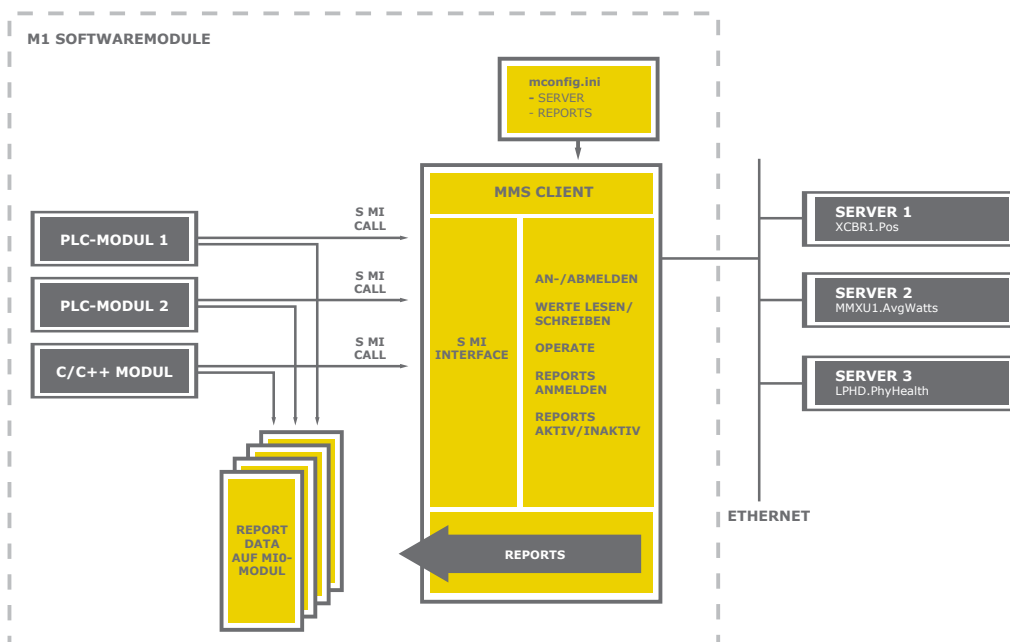 M1 SOFTWAREMODULE
mconfig.ini
- SERVER
- REPORTS
MMS CLIENT
PLC-MODUL 1
PLC-MODUL 2
C/C++ MODUL
S MI
CALL
S MI
CALL
S MI
CALL
S MI
INTERFACE
AN-/ABMELDEN
WERTE LESEN/
SCHREIBEN
OPERATE
REPORTS
ANMELDEN
REPORTS
AKTIV/INAKTIV
SERVER 1
XCBR1.Pos
SERVER 2
MMXU1.AvgWatts
SERVER 3
LPHD.PhyHealth
ETHERNET
REPORT
DATA
AUF MI0-
MODUL
REPORTS